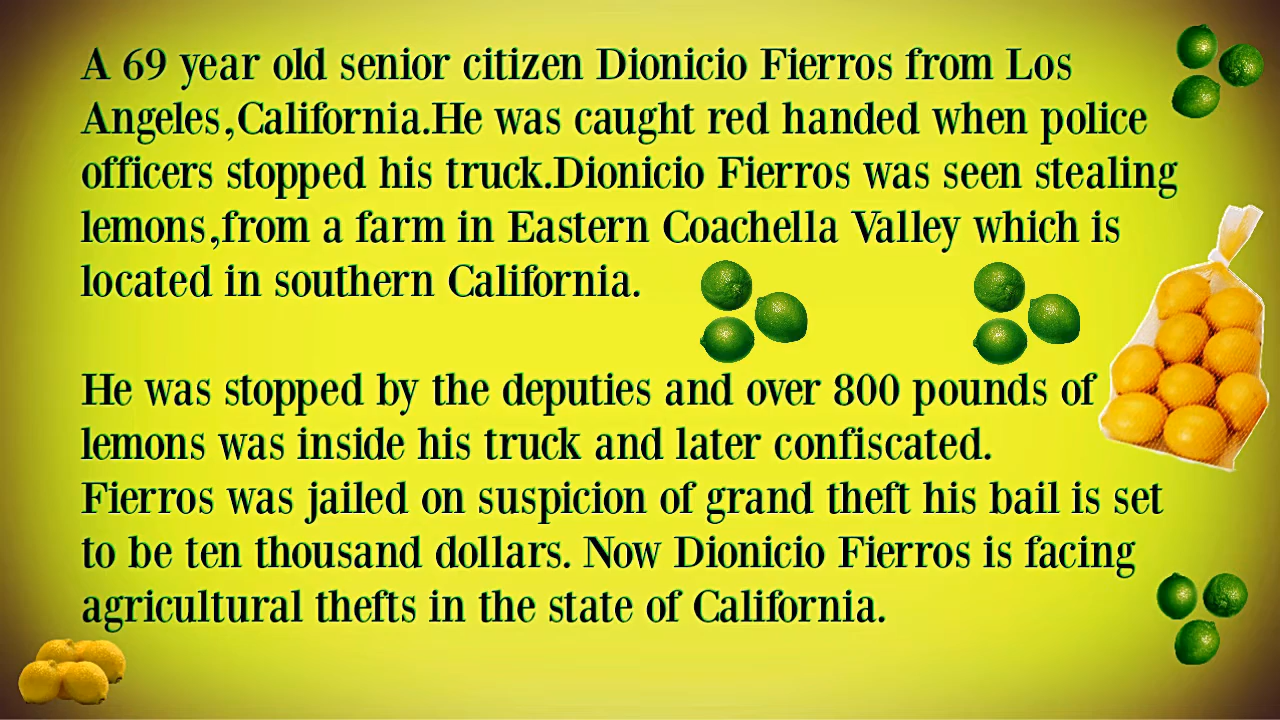 A 69 year old senior citizen Dionicio Fierros from Los
Angeles,California.He was caught red handed when police
officers stopped his truck.Dionicio Fierros was seen stealing
lemons,from a farm in Eastern Coachella Valley which is
located in southern California.
He was stopped by the deputies and over 800 pounds of
lemons was inside his truck and later confiscated.
Fierros was jailed on suspicion of grand theft his bail is set
to be ten thousand dollars. Now Dionicio Fierros is facing
agricultural thefts in the state of California.